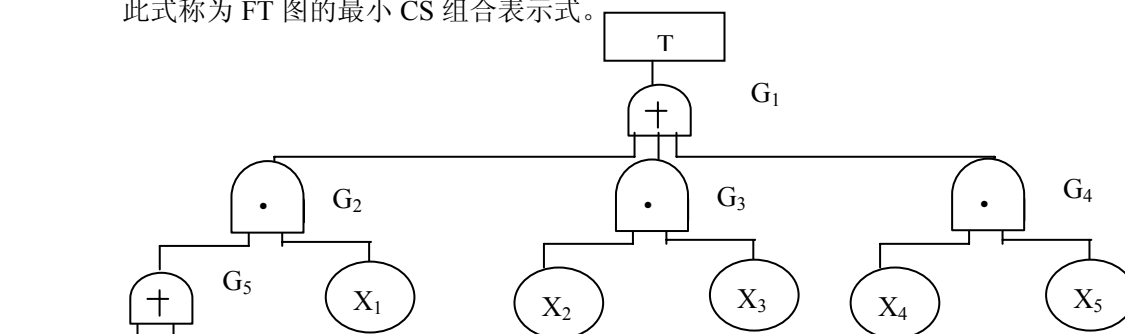 此式称为 FT 图的最小 CS 组合表示式。
T
G₁
+
G₂
G₃
G₄
G₅
+
X₁
X₂
X₃
X₄
X₅